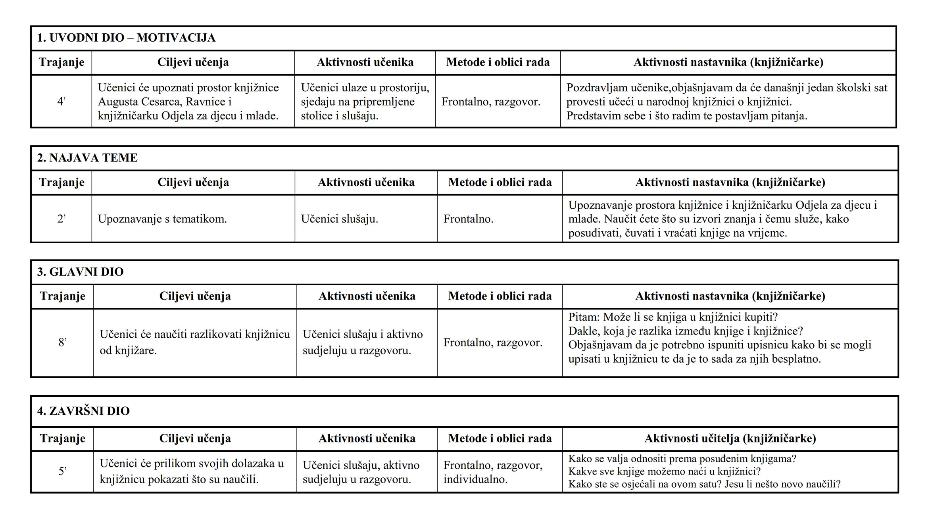 1. UVODNI DIO – MOTIVACIJA
Trajanje Ciljevi učenja Aktivnosti učenika Metode i oblici rada Aktivnosti nastavnika (knjižničarke)
4' Učenici će upoznati prostor knjižnice Augusta Cesarca, Ravnice i knjižničarku Odjela za djecu i mlade. Učenici ulaze u prostoriju, sjedaju na pripremljene stolice i slušaju. Frontalno, razgovor. Pozdravljam učenike,objašnjavam da će današnji jedan školski sat provesti učeći u narodnoj knjižnici o knjižnici. Predstavim sebe i što radim te postavljam pitanja.
2. NAJAVA TEME
Trajanje Ciljevi učenja Aktivnosti učenika Metode i oblici rada Aktivnosti nastavnika (knjižničarke)
2' Upoznavanje s tematikom. Učenici slušaju. Frontalno. Upoznavanje prostora knjižnice i knjižničarku Odjela za djecu i mlade. Naučit ćete što su izvori znanja i čemu služe, kako posuđivati, čuvati i vraćati knjige na vrijeme.
3. GLAVNI DIO
Trajanje Ciljevi učenja Aktivnosti učenika Metode i oblici rada Aktivnosti nastavnika (knjižničarke)
8' Učenici će naučiti razlikovati knjižnicu od knjižare. Učenici slušaju i aktivno sudjeluju u razgovoru. Frontalno, razgovor. Pitam: Može li se knjiga u knjižnici kupiti?
Dakle, koja je razlika između knjige i knjižnice?
Objašnjavam da je potrebno ispuniti upisnicu kako bi se mogli upisati u knjižnicu te da je to sada za njih besplatno.
4. ZAVRŠNI DIO
Trajanje Ciljevi učenja Aktivnosti učenika Metode i oblici rada Aktivnosti učitelja (knjižničarke)
5' Učenici će prilikom svojih dolazaka u knjižnicu pokazati što su naučili. Učenici slušaju, aktivno sudjeluju u razgovoru. Frontalno, razgovor, individualno. Kako se valja odnositi prema posuđenim knjigama?
Kakve sve knjige možemo naći u knjižnici?
Kako ste se osjećali na ovom satu? Jesu li nešto novo naučili?